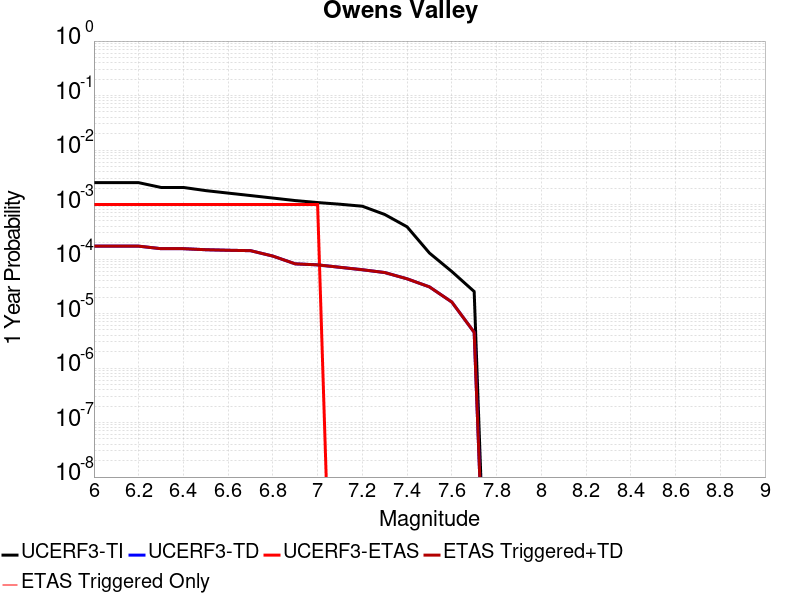 Owens Valley
10^0
10^-1
10^-2
10^-3
10^-4
10^-5
10^-6
10^-7
10^-8
1 Year Probability
6 6.2 6.4 6.6 6.8 7 7.2 7.4 7.6 7.8 8 8.2 8.4 8.6 8.8 9
Magnitude
UCERF3-TI UCERF3-TD UCERF3-ETAS ETAS Triggered+TD
ETAS Triggered Only